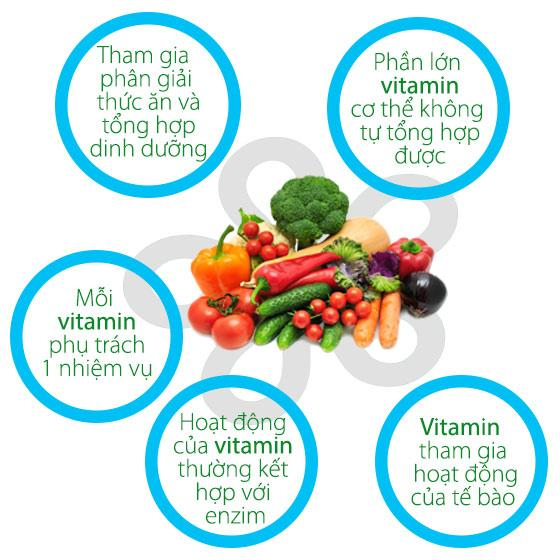 Tham gia
phân giải
thức ăn và
tổng hợp
dinh dưỡng
Phần lớn
vitamin
cơ thể không
tự tổng hợp
được
Mỗi
vitamin
phụ trách
1 nhiệm vụ
Hoạt động
của vitamin
thường kết
hợp với
enzim
Vitamin
tham gia
hoạt động
của tế bào